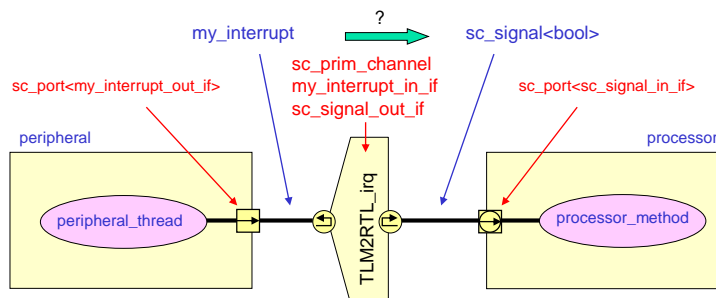 ?
my_interrupt
sc_signal<bool>
sc_prim_channel
my_interrupt_in_if
sc_signal_out_if
sc_port<my_interrupt_out_if>
sc_port<sc_signal_in_if>
peripheral
processor
peripheral_thread
TLM2RTL_irq
processor_method